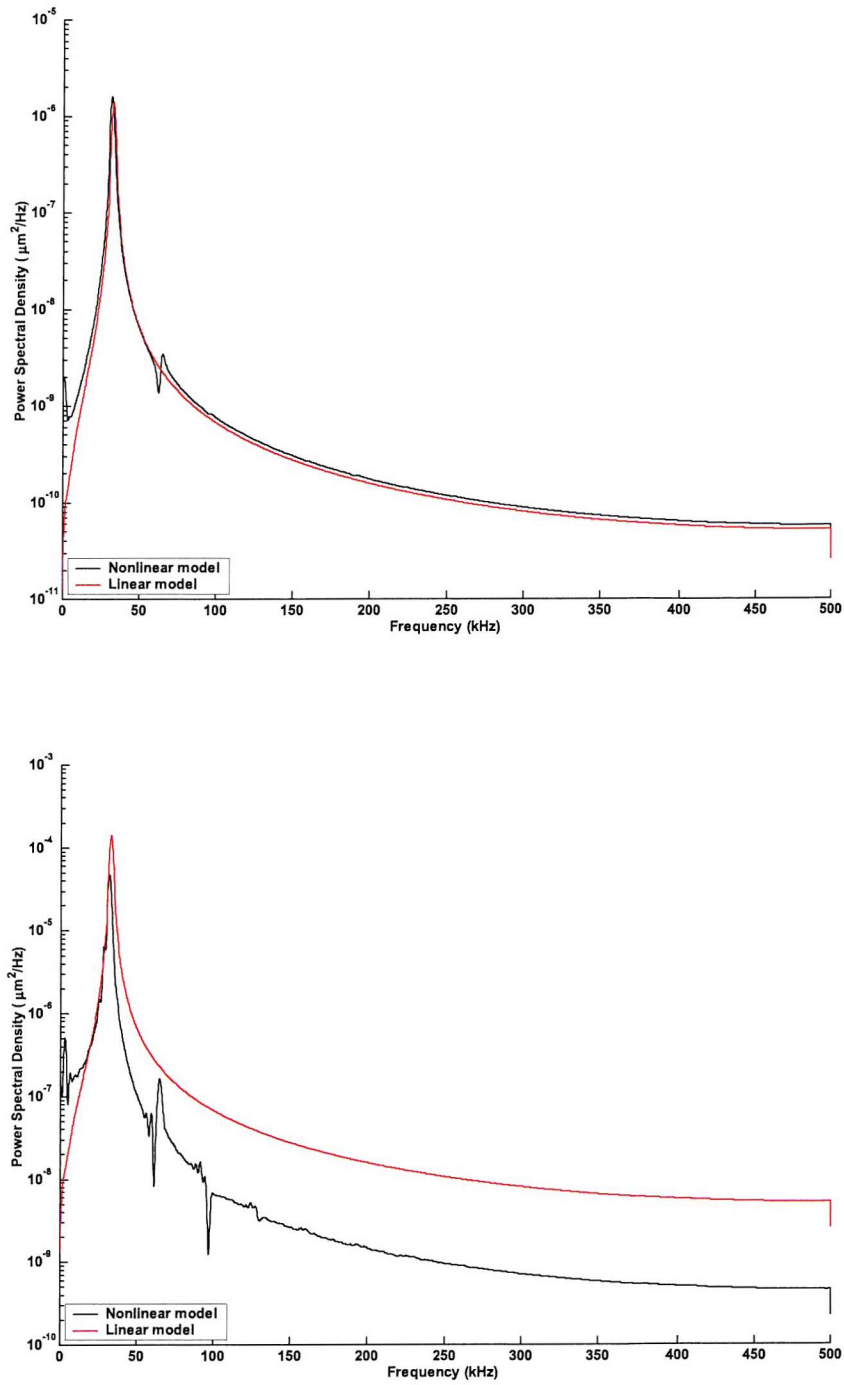 10⁻⁵
10⁻⁶
10⁻⁷
10⁻⁸
10⁻⁹
10⁻¹⁰
10⁻¹¹
Power Spectral Density ( μm²/Hz)
Nonlinear model
Linear model
0 50 100 150 200 250 300 350 400 450 500
Frequency (kHz)
10⁻³
10⁻⁴
10⁻⁵
10⁻⁶
10⁻⁷
10⁻⁸
10⁻⁹
10⁻¹⁰
Power Spectral Density ( μm²/Hz)
Nonlinear model
Linear model
0 50 100 150 200 250 300 350 400 450 500
Frequency (kHz)